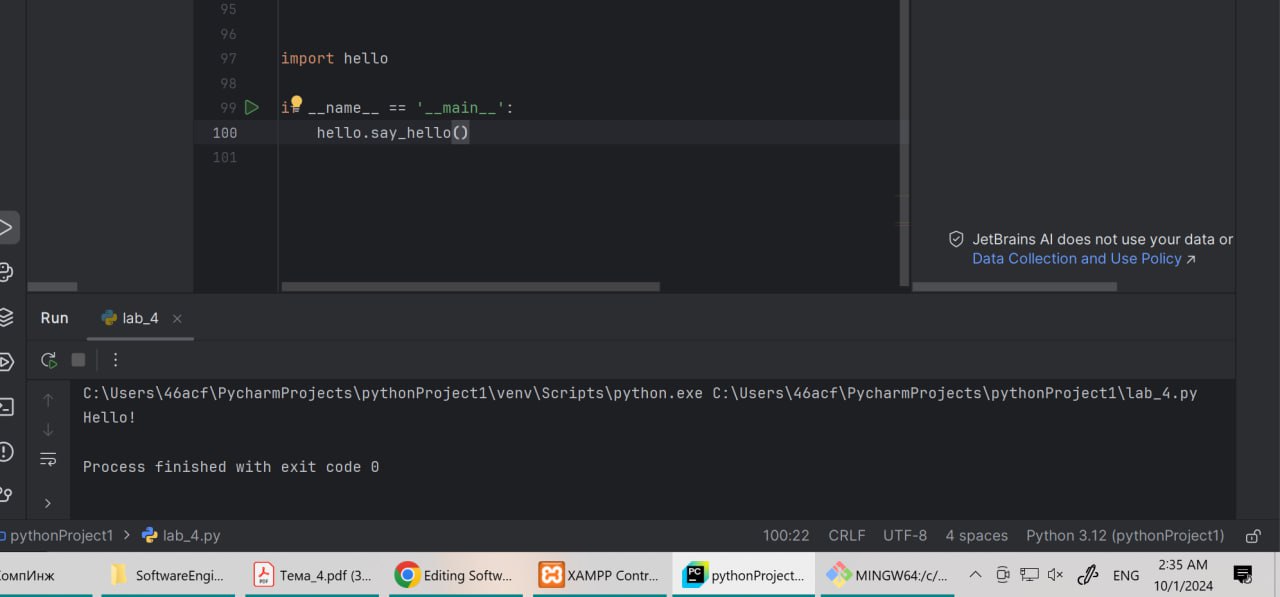 95
96
97 import hello
98
99 if __name__ == '__main__':
100 hello.say_hello()
101
JetBrains AI does not use your data or
Data Collection and Use Policy ↗
Run lab_4 ×
C:\Users\46acf\PycharmProjects\pythonProject1\venv\Scripts\python.exe C:\Users\46acf\PycharmProjects\pythonProject1\lab_4.py
Hello!
Process finished with exit code 0
pythonProject1 > lab_4.py 100:22 CRLF UTF-8 4 spaces Python 3.12 (pythonProject1)
омпИнж SoftwareEngi... Тема_4.pdf (3... Editing Softw... XAMPP Contr... pythonProject... MINGW64:/c/... ENG 2:35 AM
10/1/2024